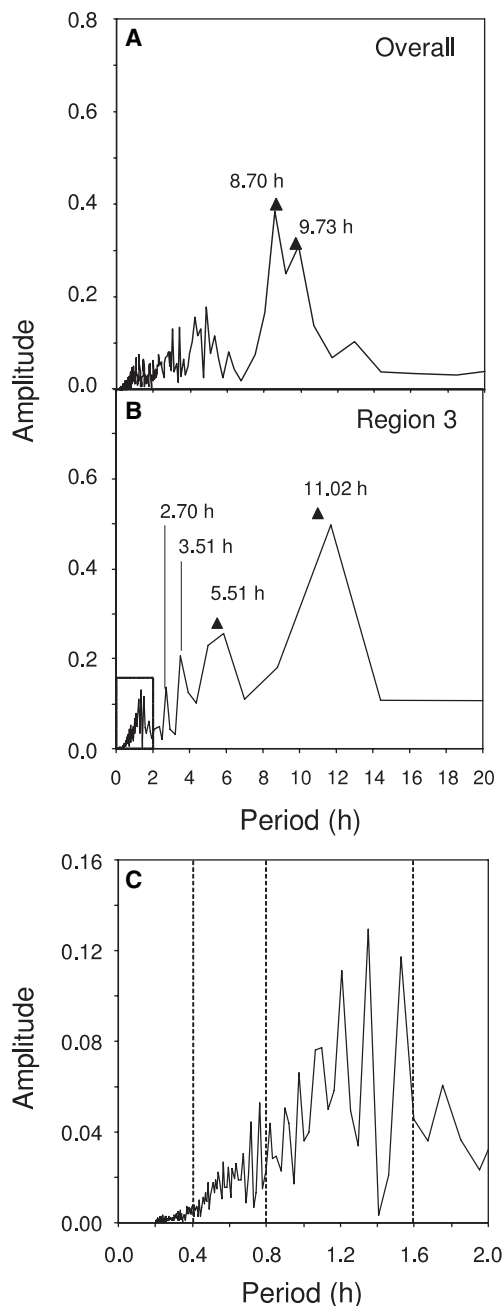 A
Overall
0.8
0.6
0.4
0.2
0.0
Amplitude
8.70 h
9.73 h
B
Region 3
0.6
0.4
0.2
0.0
11.02 h
2.70 h
3.51 h
5.51 h
0 2 4 6 8 10 12 14 16 18 20
Period (h)
C
0.16
0.12
0.08
0.04
0.00
Amplitude
0.0 0.4 0.8 1.2 1.6 2.0
Period (h)